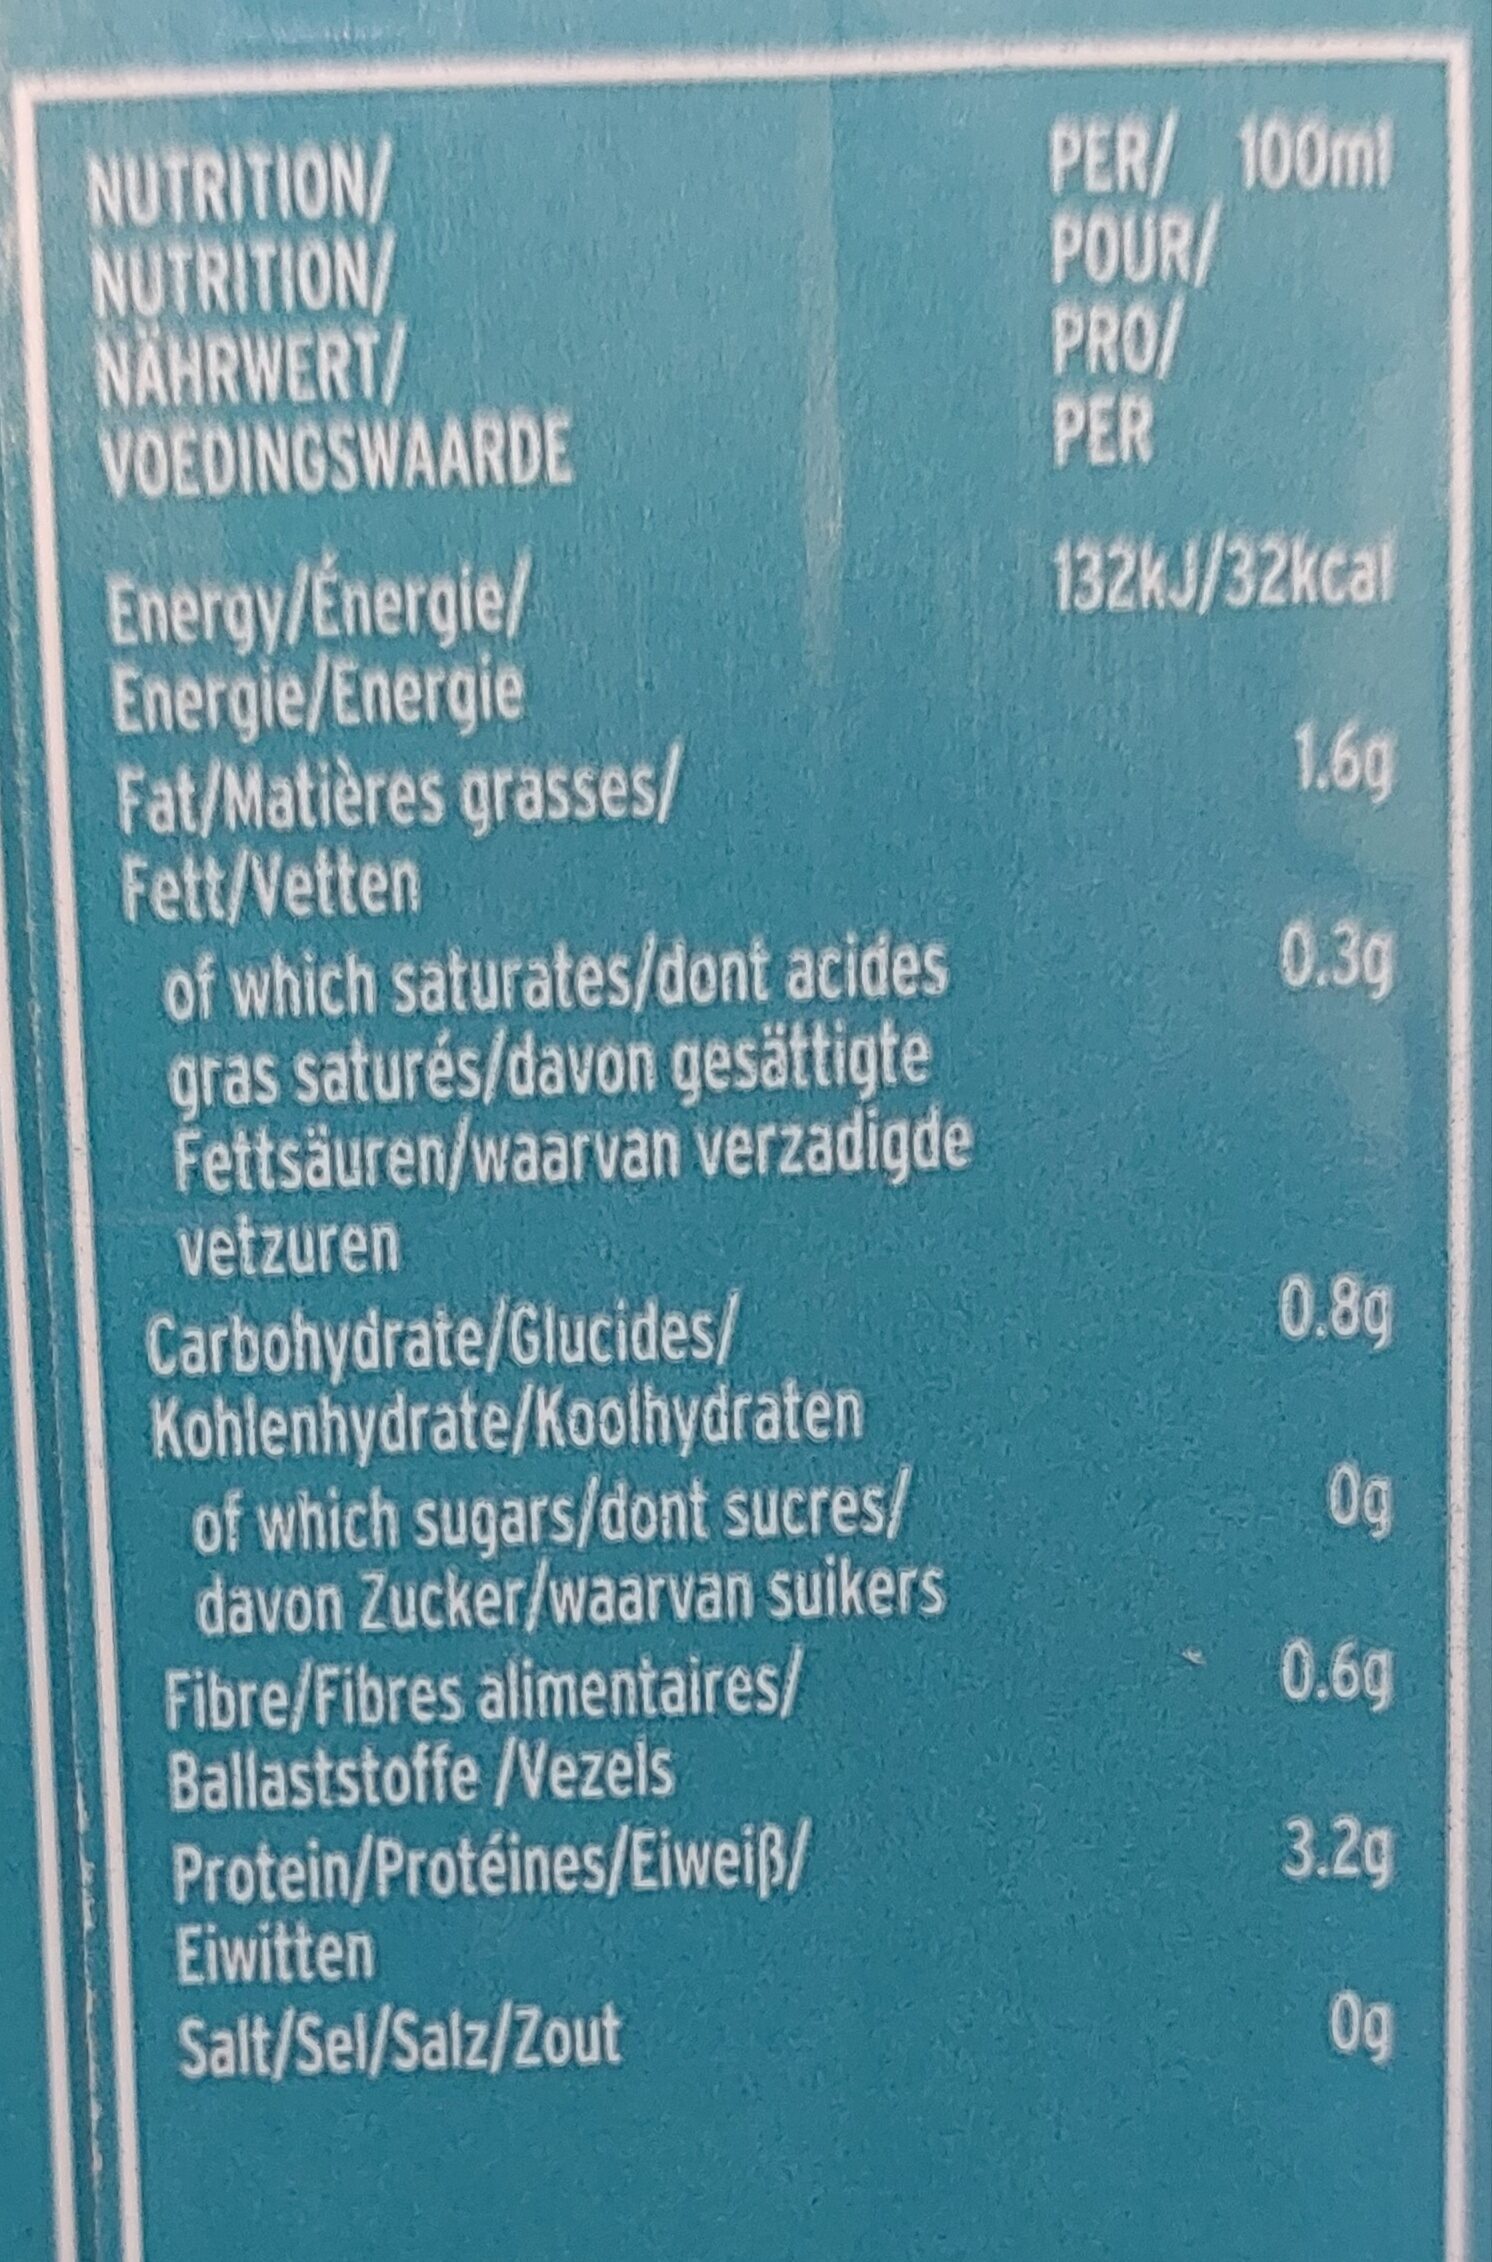 NUTRITION/ PER/ 100ml
NUTRITION/ POUR/
NÄHRWERT/ PRO/
VOEDINGSWAARDE PER
Energy/Énergie/ 132kJ/32kcal
Energie/Energie
Fat/Matières grasses/ 1.6g
Fett/Vetten
of which saturates/dont acides 0.3g
gras saturés/davon gesättigte
Fettsäuren/waarvan verzadigde
vetzuren
Carbohydrate/Glucides/ 0.8g
Kohlenhydrate/Koolhydraten
of which sugars/dont sucres/ 0g
davon Zucker/waarvan suikers
Fibre/Fibres alimentaires/ 0.6g
Ballaststoffe /Vezels
Protein/Protéines/Eiweiß/ 3.2g
Eiwitten
Salt/Sel/Salz/Zout 0g